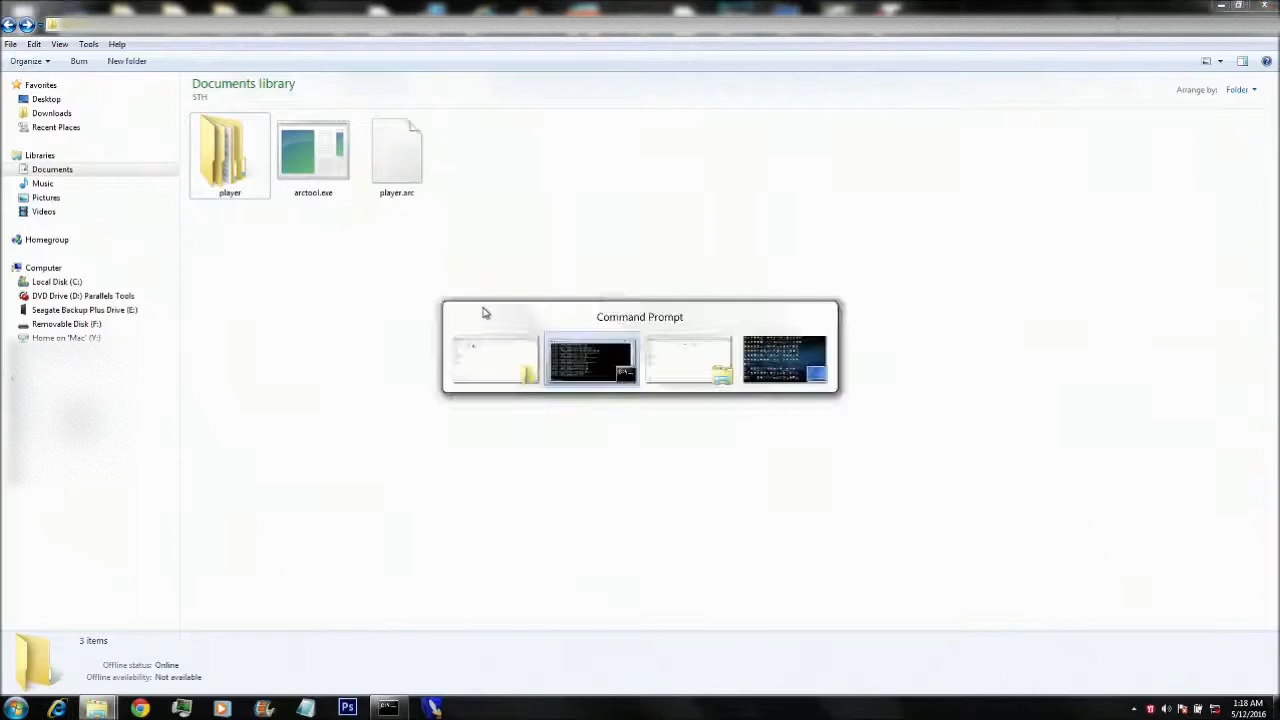 File Edit View Tools Help
Organize Burn New folder
Favorites
Desktop
Downloads
Recent Places
Libraries
Documents
Music
Pictures
Videos
Homegroup
Computer
Local Disk (C:)
DVD Drive (D:) Parallels Tools
Seagate Backup Plus Drive (E:)
Removable Disk (F:)
Home on 'Mac' (Y:)
Documents library
STH
Arrange by: Folder
player
arctool.exe
player.arc
Command Prompt
3 items
Offline status: Online
Offline availability: Not available
Ps
1:18 AM
5/12/2016